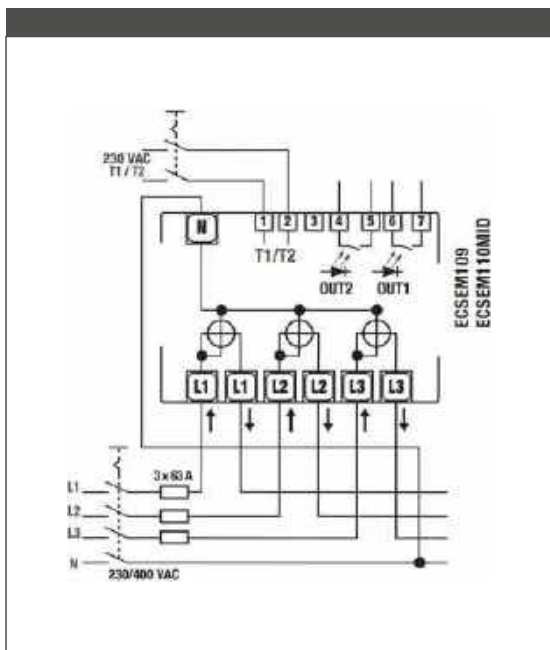 230 VAC
T1 / T2
N
1 2 3 4 5 6 7
T1/T2
OUT2 OUT1
ECSEM109
ECSEM110MID
L1 L1 L2 L2 L3 L3
3 x 63 A
L1
L2
L3
N
230/400 VAC